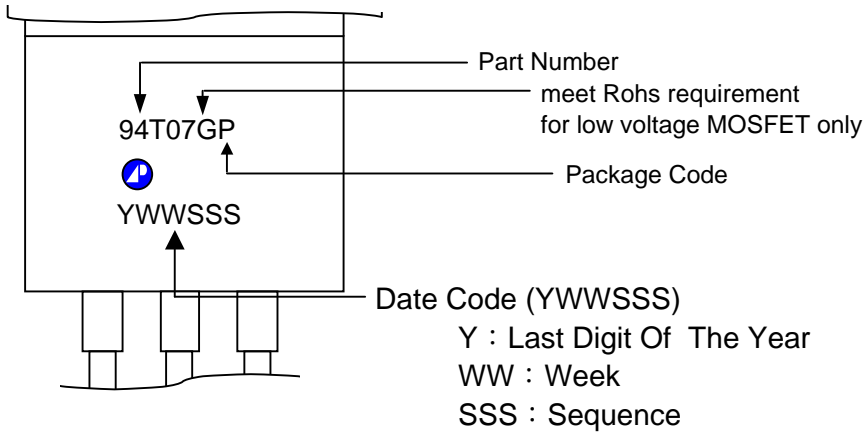 Part Number
meet Rohs requirement
for low voltage MOSFET only
94T07GP
Package Code
YWWSSS
Date Code (YWWSSS)
Y：Last Digit Of The Year
WW：Week
SSS：Sequence